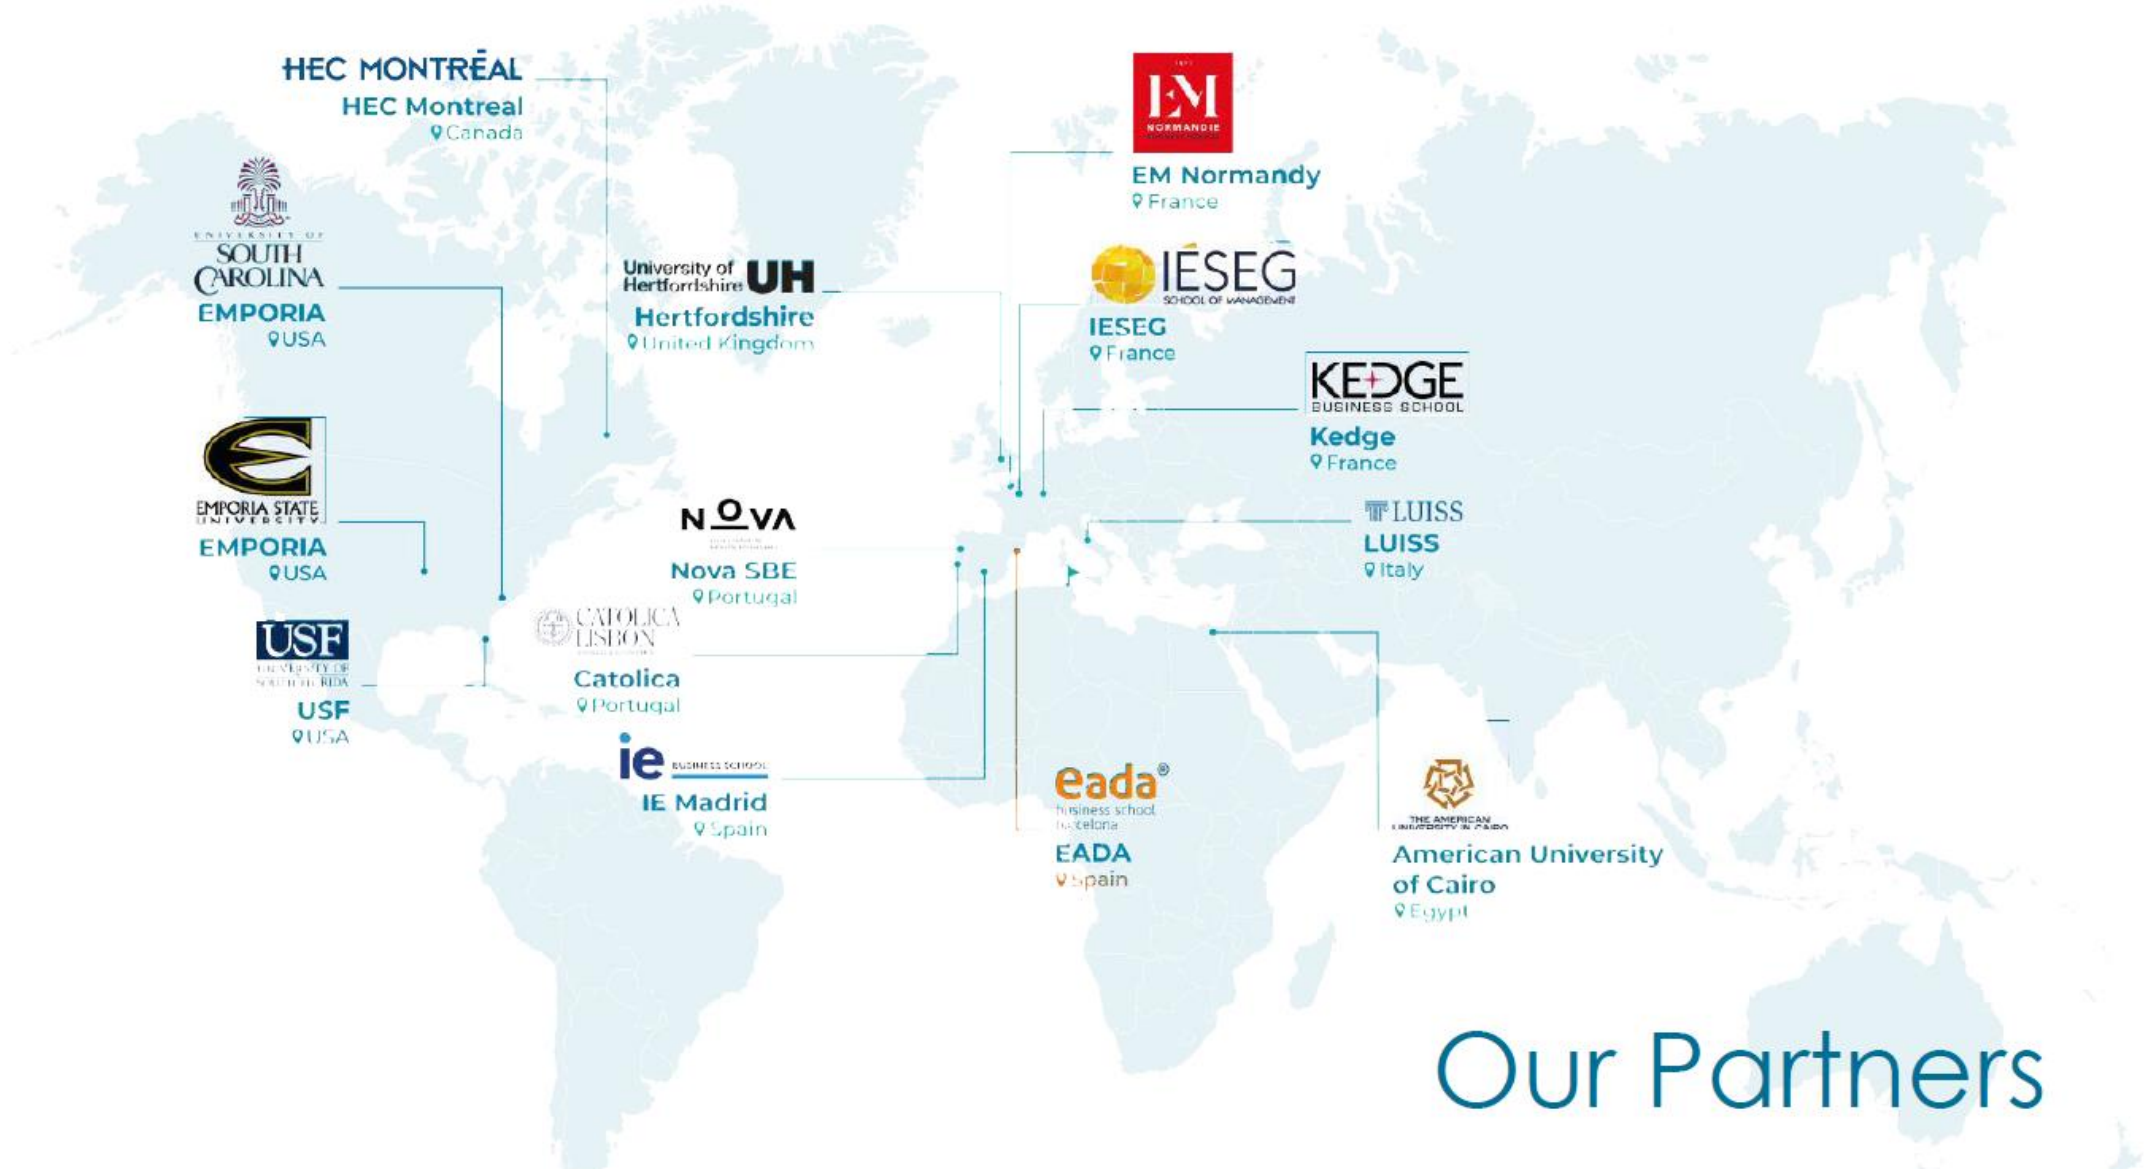 HEC MONTRÉAL
HEC Montreal
Canada
UNIVERSITY OF
SOUTH
CAROLINA
EMPORIA
USA
EMPORIA STATE
UNIVERSITY
EMPORIA
USA
USF
UNIVERSITY OF
SOUTH FLORIDA
USF
USA
University of
Hertfordshire UH
Hertfordshire
United Kingdom
NOVA
Nova SBE
Portugal
CATOLICA
LISBON
Catolica
Portugal
ie BUSINESS SCHOOL
IE Madrid
Spain
EM
NORMANDIE
EM Normandy
France
IÉSEG
SCHOOL OF MANAGEMENT
IESEG
France
KEDGE
BUSINESS SCHOOL
Kedge
France
LUISS
LUISS
Italy
eada®
business school
barcelona
EADA
Spain
THE AMERICAN
UNIVERSITY IN CAIRO
American University
of Cairo
Egypt
Our Partners